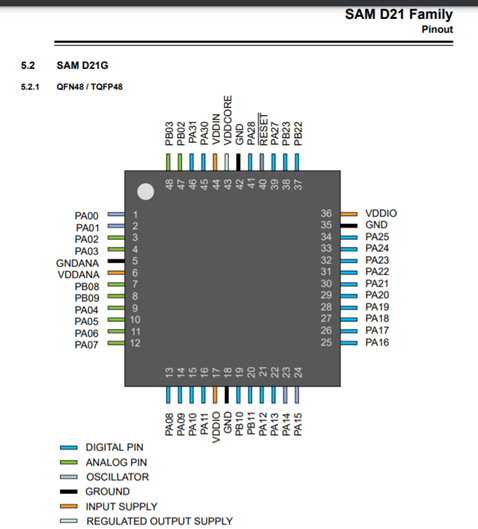 SAM D21 Family
Pinout
5.2 SAM D21G
5.2.1 QFN48 / TQFP48
PB03 PB02 PA31 PA30 VDDIN VDDCORE GND PA28 RESET PA27 PB23 PB22
48 47 46 45 44 43 42 41 40 39 38 37
PA00 1
PA01 2
PA02 3
PA03 4
GNDANA 5
VDDANA 6
PB08 7
PB09 8
PA04 9
PA05 10
PA06 11
PA07 12
36 VDDIO
35 GND
34 PA25
33 PA24
32 PA23
31 PA22
30 PA21
29 PA20
28 PA19
27 PA18
26 PA17
25 PA16
13 14 15 16 17 18 19 20 21 22 23 24
PA08 PA09 PA10 PA11 VDDIO GND PB10 PB11 PA12 PA13 PA14 PA15
DIGITAL PIN
ANALOG PIN
OSCILLATOR
GROUND
INPUT SUPPLY
REGULATED OUTPUT SUPPLY